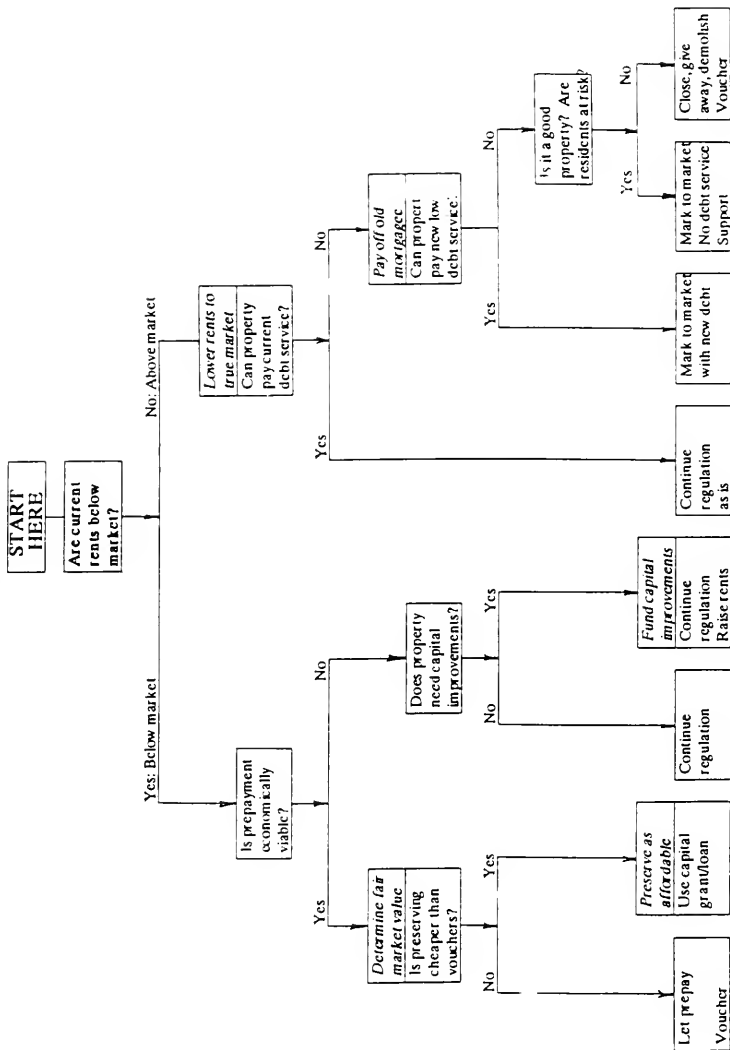 START
HERE
Are current
rents below
market?
Yes: Below market
No: Above market
Is prepayment
economically
viable?
Lower rents to
true market
Can property
pay current
debt service?
Yes
No
Yes
No
Determine fair
market value
Is preserving
cheaper than
vouchers?
Does property
need capital
improvements?
Pay off old
mortgagee
Can propert
pay new low
debt service?
No
Yes
No
Yes
Yes
No
Is it a good
property? Are
residents at risk?
Yes
No
Let prepay
Voucher
Preserve as
affordable
Use capital
grant/loan
Continue
regulation
Fund capital
improvements
Continue
regulation
Raise rents
Continue
regulation
as is
Mark to market
with new debt
Mark to market
No debt service
Support
Close, give
away, demolish
Voucher